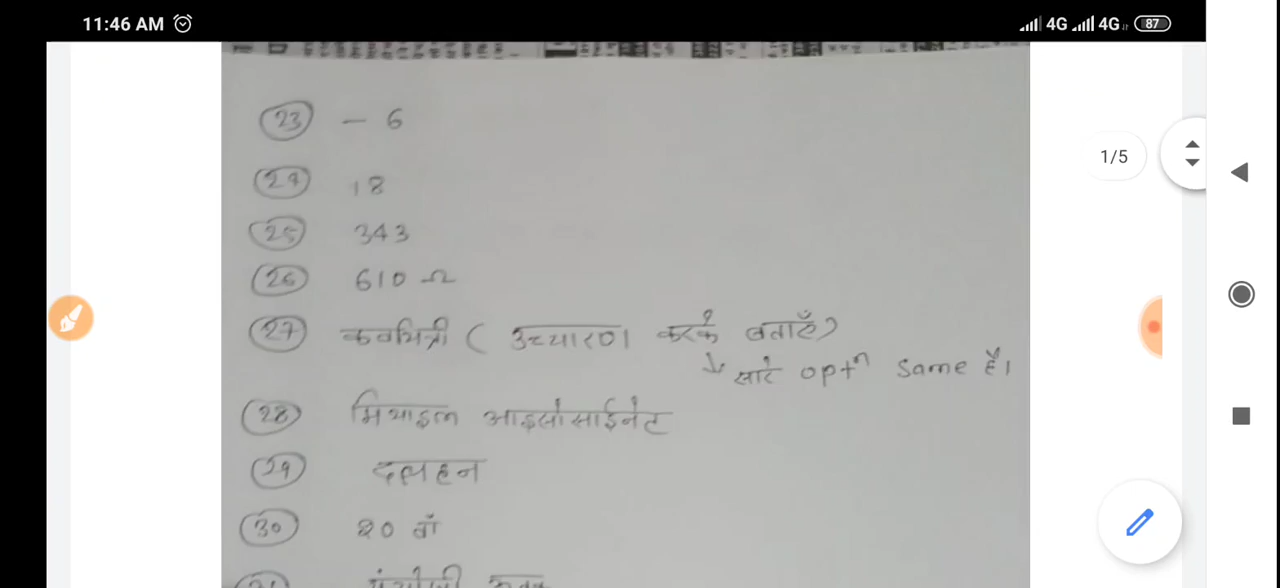 11:46 AM 4G 4G 87
23 - 6
1/5
24 18
25 343
26 610 Ω
27 कवयित्री ( उच्चारण करके बताएँ)
↓ सारे optn same है।
28 मिथाइल आइसोसाईनेट
29 दलहन
30 20 वाँ